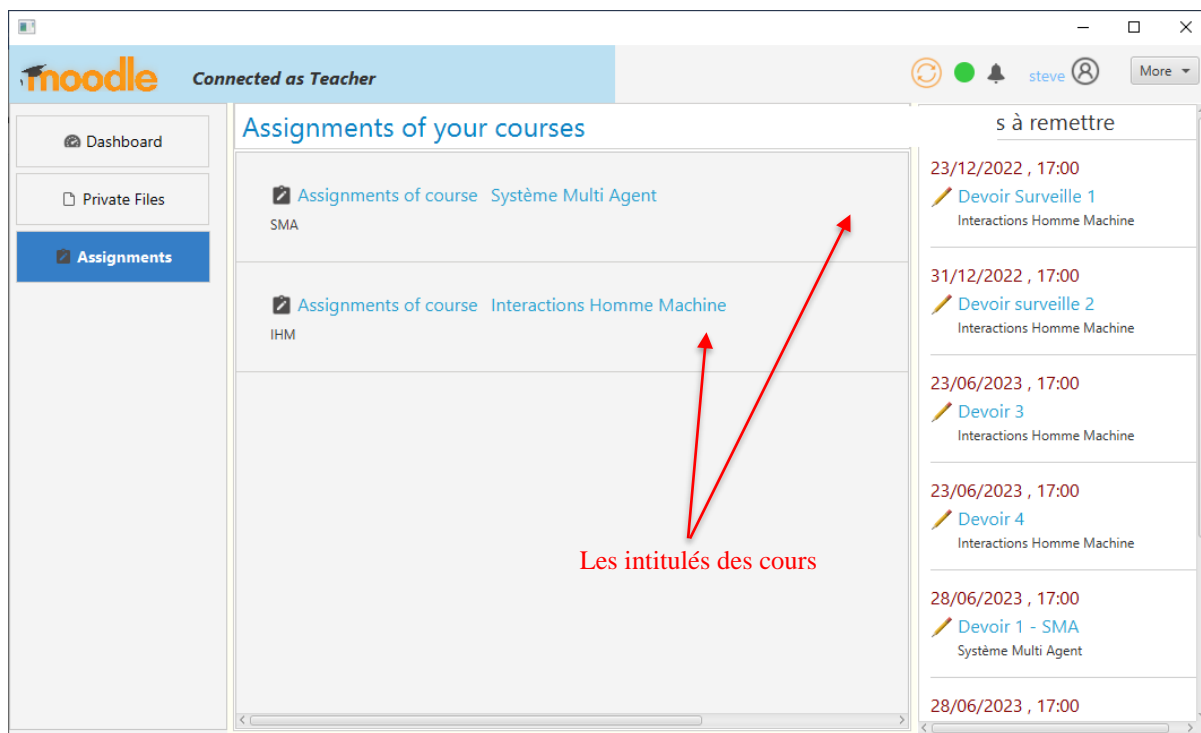 moodle
Connected as Teacher
steve
More
Dashboard
Private Files
Assignments
Assignments of your courses
Assignments of course Système Multi Agent
SMA
Assignments of course Interactions Homme Machine
IHM
Les intitulés des cours
s à remettre
23/12/2022 , 17:00
Devoir Surveille 1
Interactions Homme Machine
31/12/2022 , 17:00
Devoir surveille 2
Interactions Homme Machine
23/06/2023 , 17:00
Devoir 3
Interactions Homme Machine
23/06/2023 , 17:00
Devoir 4
Interactions Homme Machine
28/06/2023 , 17:00
Devoir 1 - SMA
Système Multi Agent
28/06/2023 , 17:00